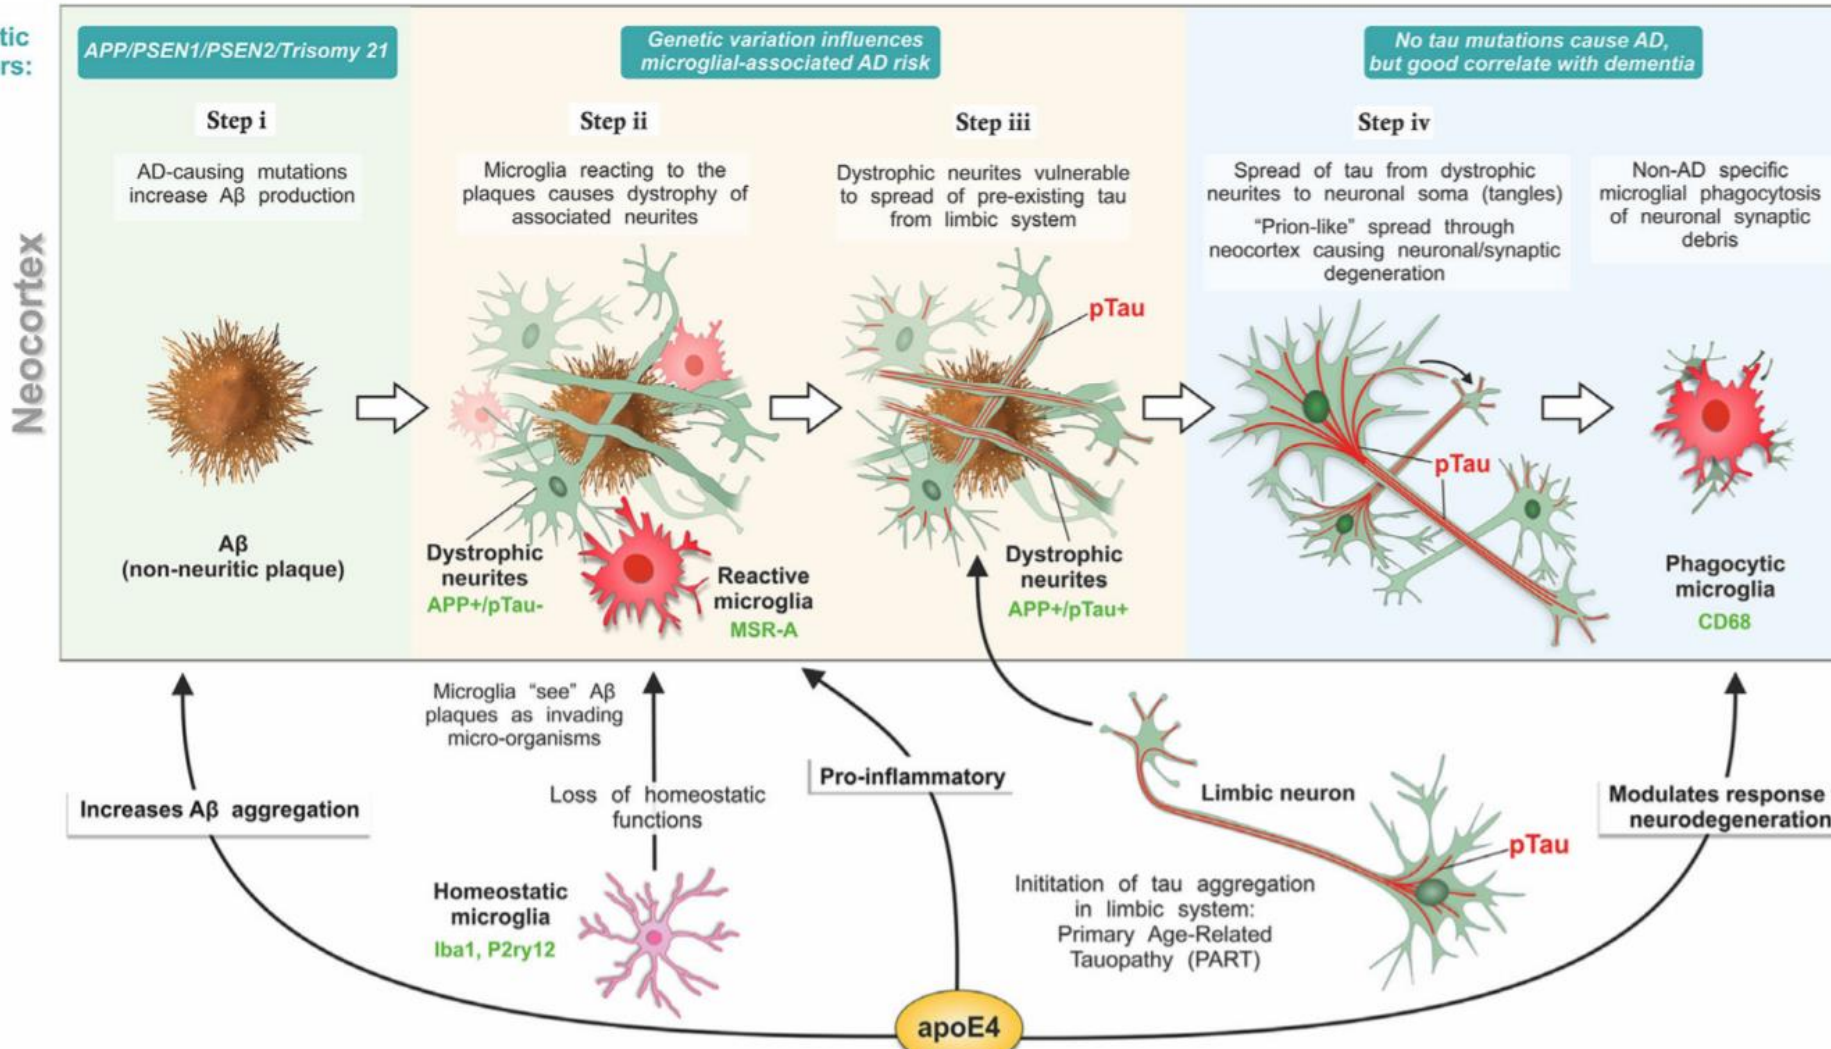 tic
rs:
APP/PSEN1/PSEN2/Trisomy 21
Genetic variation influences
microglial-associated AD risk
No tau mutations cause AD,
but good correlate with dementia
Neocortex
Step i
AD-causing mutations
increase Aβ production
Aβ
(non-neuritic plaque)
Step ii
Microglia reacting to the
plaques causes dystrophy of
associated neurites
Dystrophic
neurites
APP+/pTau-
Reactive
microglia
MSR-A
Step iii
Dystrophic neurites vulnerable
to spread of pre-existing tau
from limbic system
pTau
Dystrophic
neurites
APP+/pTau+
Step iv
Spread of tau from dystrophic
neurites to neuronal soma (tangles)
“Prion-like” spread through
neocortex causing neuronal/synaptic
degeneration
pTau
Non-AD specific
microglial phagocytosis
of neuronal synaptic
debris
Phagocytic
microglia
CD68
Increases Aβ aggregation
Microglia “see” Aβ
plaques as invading
micro-organisms
Loss of homeostatic
functions
Homeostatic
microglia
Iba1, P2ry12
Pro-inflammatory
Limbic neuron
pTau
Inititation of tau aggregation
in limbic system:
Primary Age-Related
Tauopathy (PART)
Modulates response
neurodegeneration
apoE4